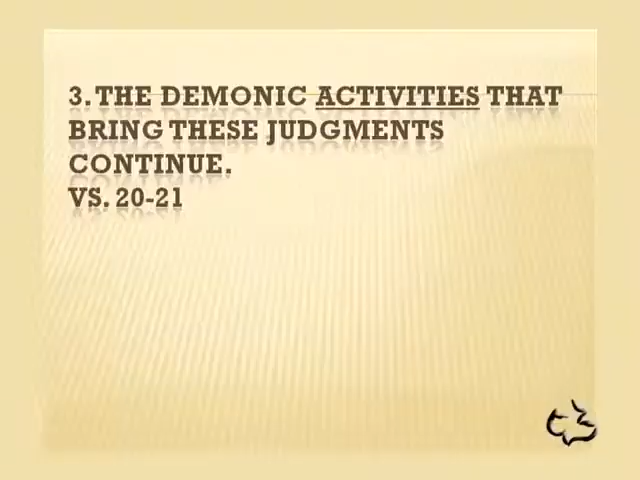 3. THE DEMONIC ACTIVITIES THAT
BRING THESE JUDGMENTS
CONTINUE.
VS. 20-21